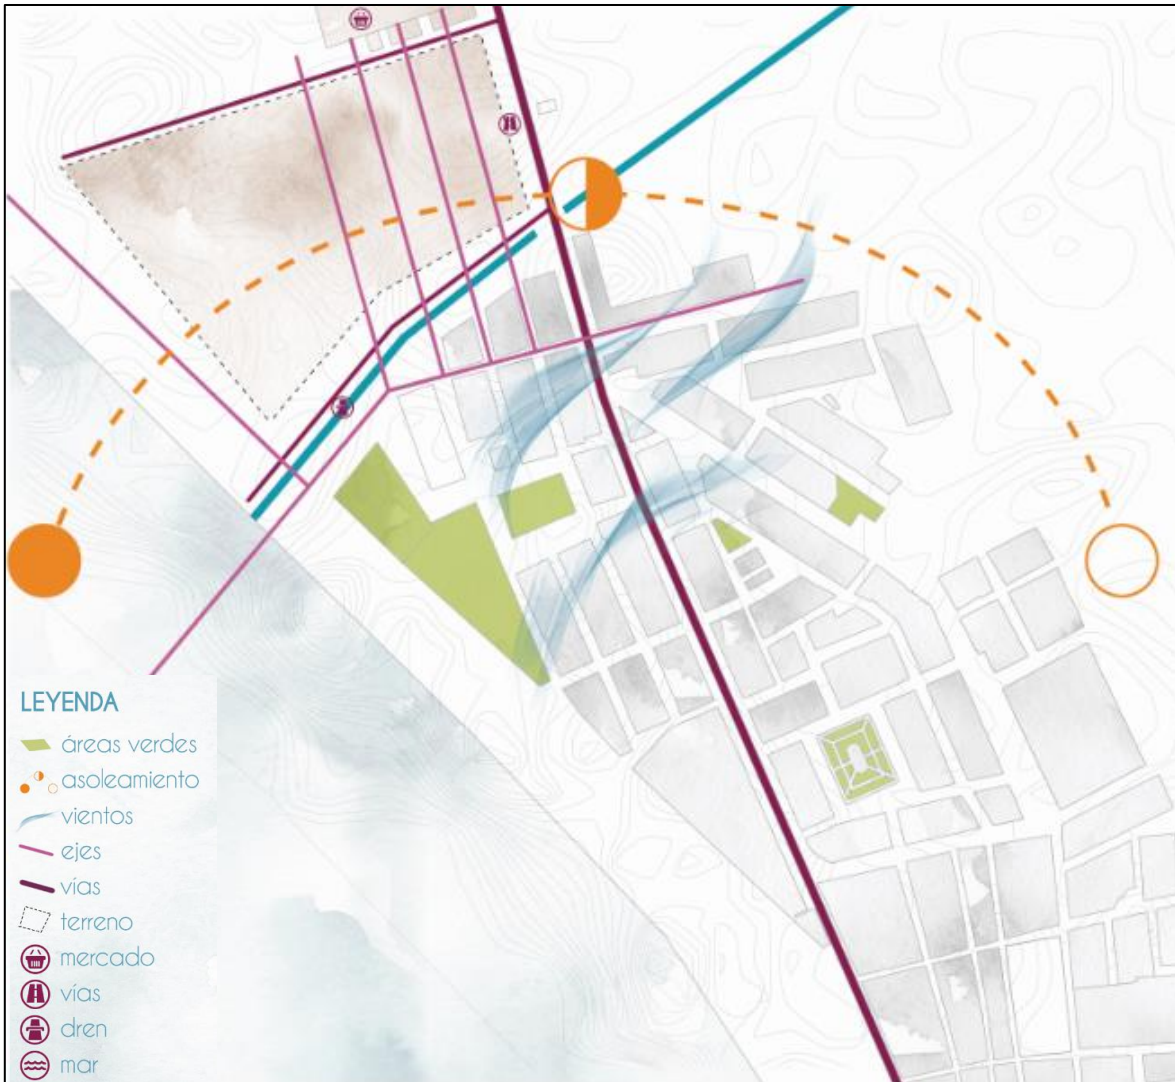 LEYENDA
áreas verdes
asoleamiento
vientos
ejes
vías
terreno
mercado
vías
dren
mar